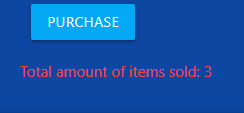 PURCHASE
Total amount of items sold: 3